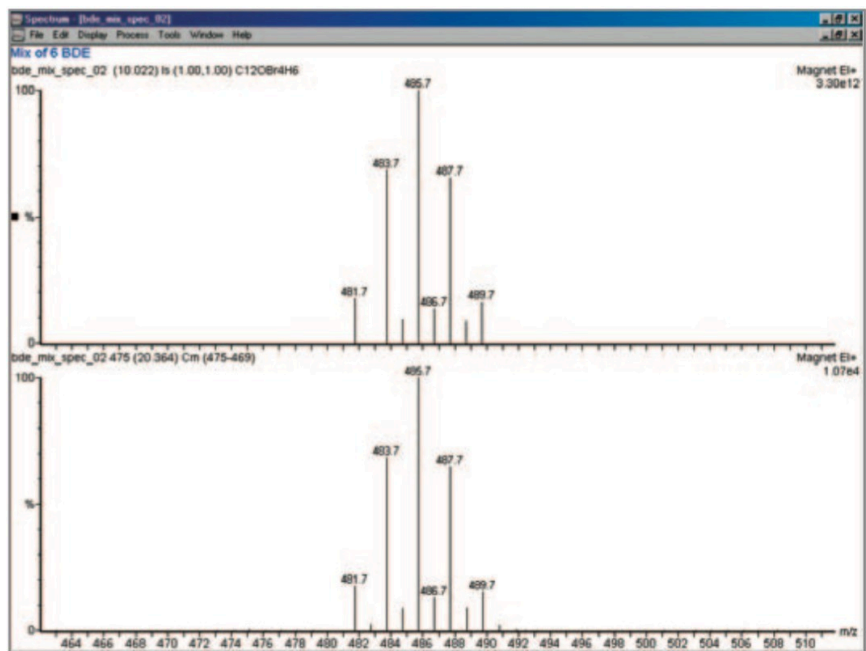 Spectrum - [bde_mix_spec_02]
File Edit Display Process Tools Window Help
Mix of 6 BDE
bde_mix_spec_02 (10.022) Is (1.00,1.00) C12OBr4H6
Magnet EI+
3.30e12
100
%
0
481.7
483.7
485.7
486.7
487.7
489.7
bde_mix_spec_02 475 (20.364) Cm (475-469)
Magnet EI+
1.07e4
100
%
0
481.7
483.7
485.7
486.7
487.7
489.7
464 466 468 470 472 474 476 478 480 482 484 486 488 490 492 494 496 498 500 502 504 506 508 510
m/z